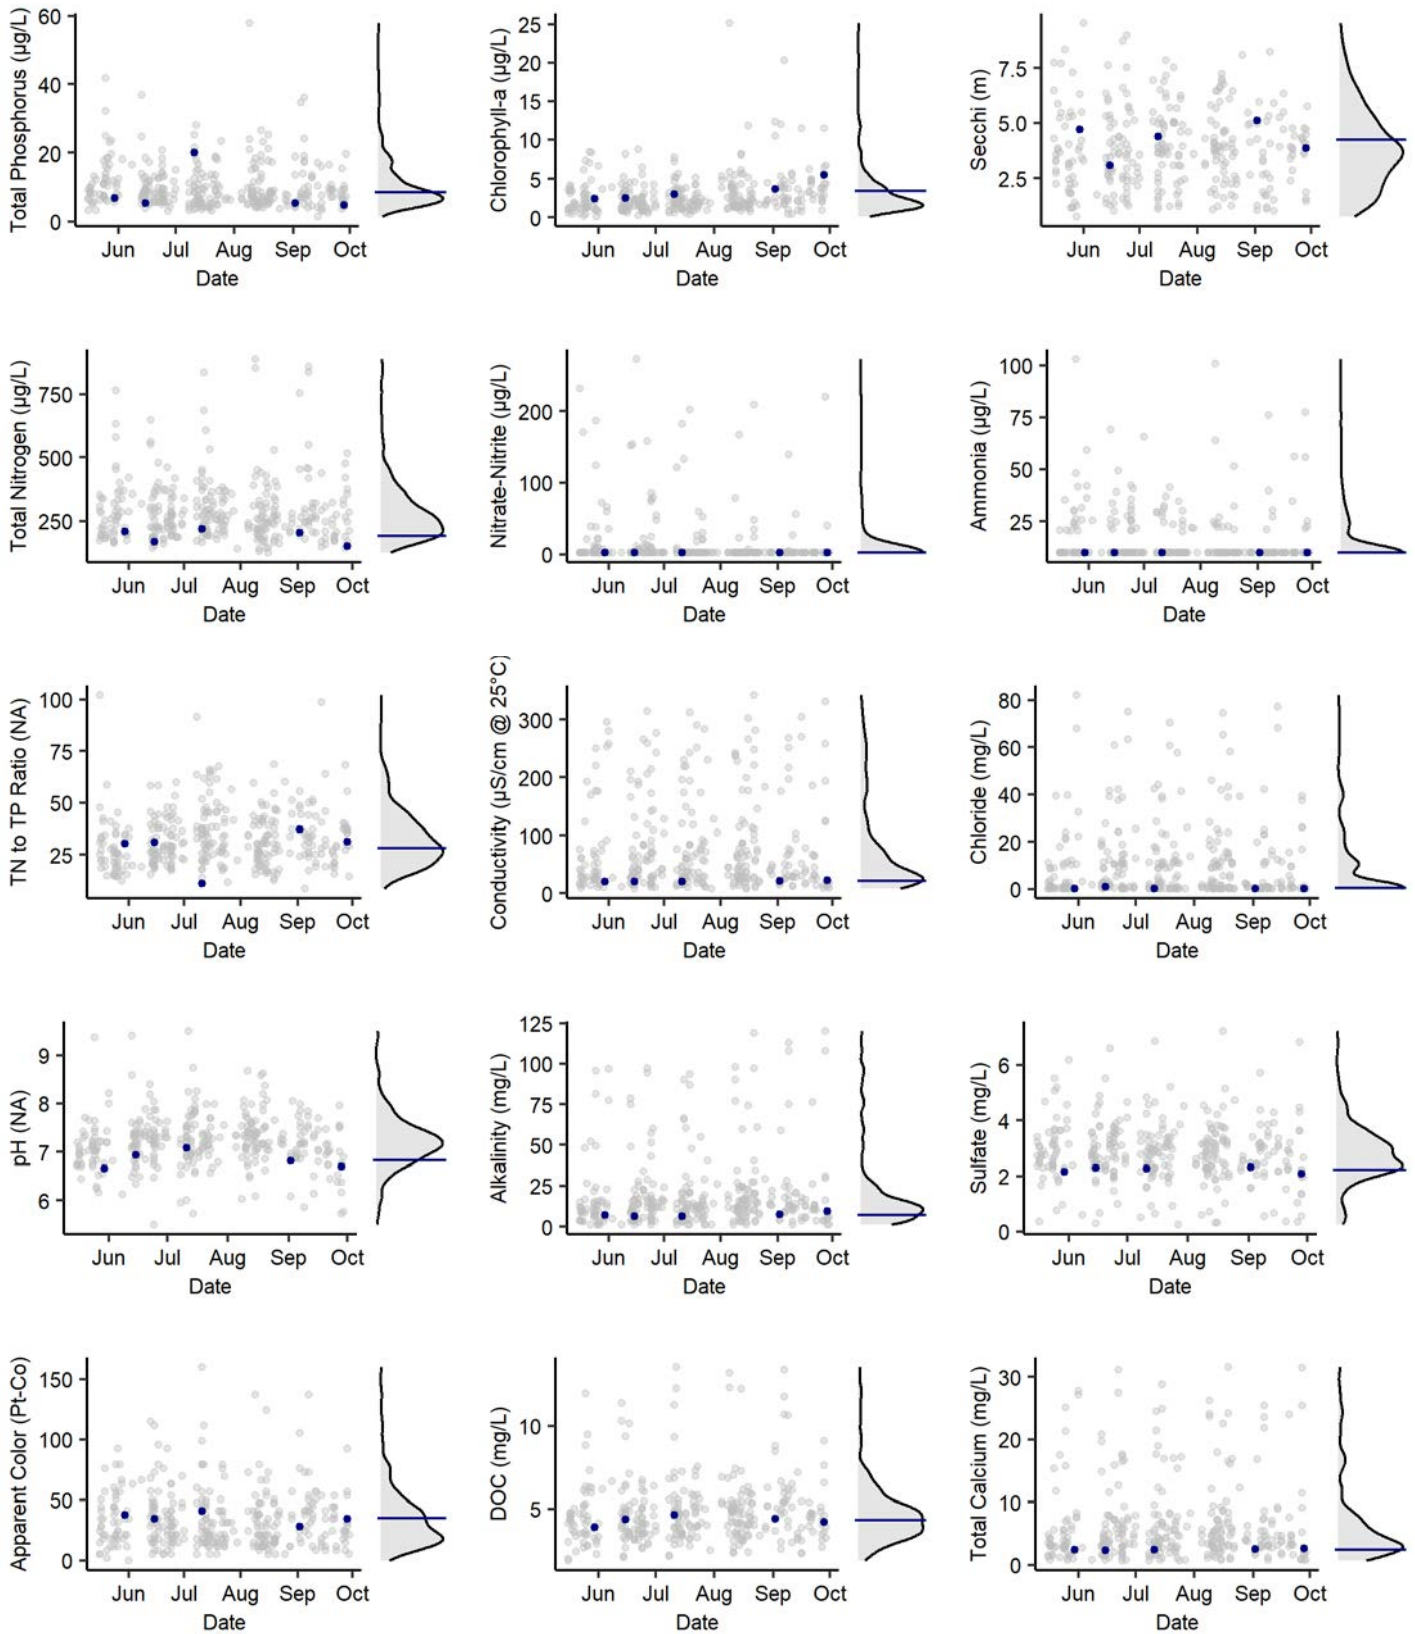 Total Phosphorus (µg/L)
60
40
20
0
Jun Jul Aug Sep Oct
Date
Chlorophyll-a (µg/L)
25
20
15
10
5
0
Jun Jul Aug Sep Oct
Date
Secchi (m)
7.5
5.0
2.5
Jun Jul Aug Sep Oct
Date
Total Nitrogen (µg/L)
750
500
250
Jun Jul Aug Sep Oct
Date
Nitrate-Nitrite (µg/L)
200
100
0
Jun Jul Aug Sep Oct
Date
Ammonia (µg/L)
100
75
50
25
Jun Jul Aug Sep Oct
Date
TN to TP Ratio (NA)
100
75
50
25
Jun Jul Aug Sep Oct
Date
Conductivity (µS/cm @ 25°C)
300
200
100
0
Jun Jul Aug Sep Oct
Date
Chloride (mg/L)
80
60
40
20
0
Jun Jul Aug Sep Oct
Date
pH (NA)
9
8
7
6
Jun Jul Aug Sep Oct
Date
Alkalinity (mg/L)
125
100
75
50
25
0
Jun Jul Aug Sep Oct
Date
Sulfate (mg/L)
6
4
2
0
Jun Jul Aug Sep Oct
Date
Apparent Color (Pt-Co)
150
100
50
0
Jun Jul Aug Sep Oct
Date
DOC (mg/L)
10
5
Jun Jul Aug Sep Oct
Date
Total Calcium (mg/L)
30
20
10
0
Jun Jul Aug Sep Oct
Date